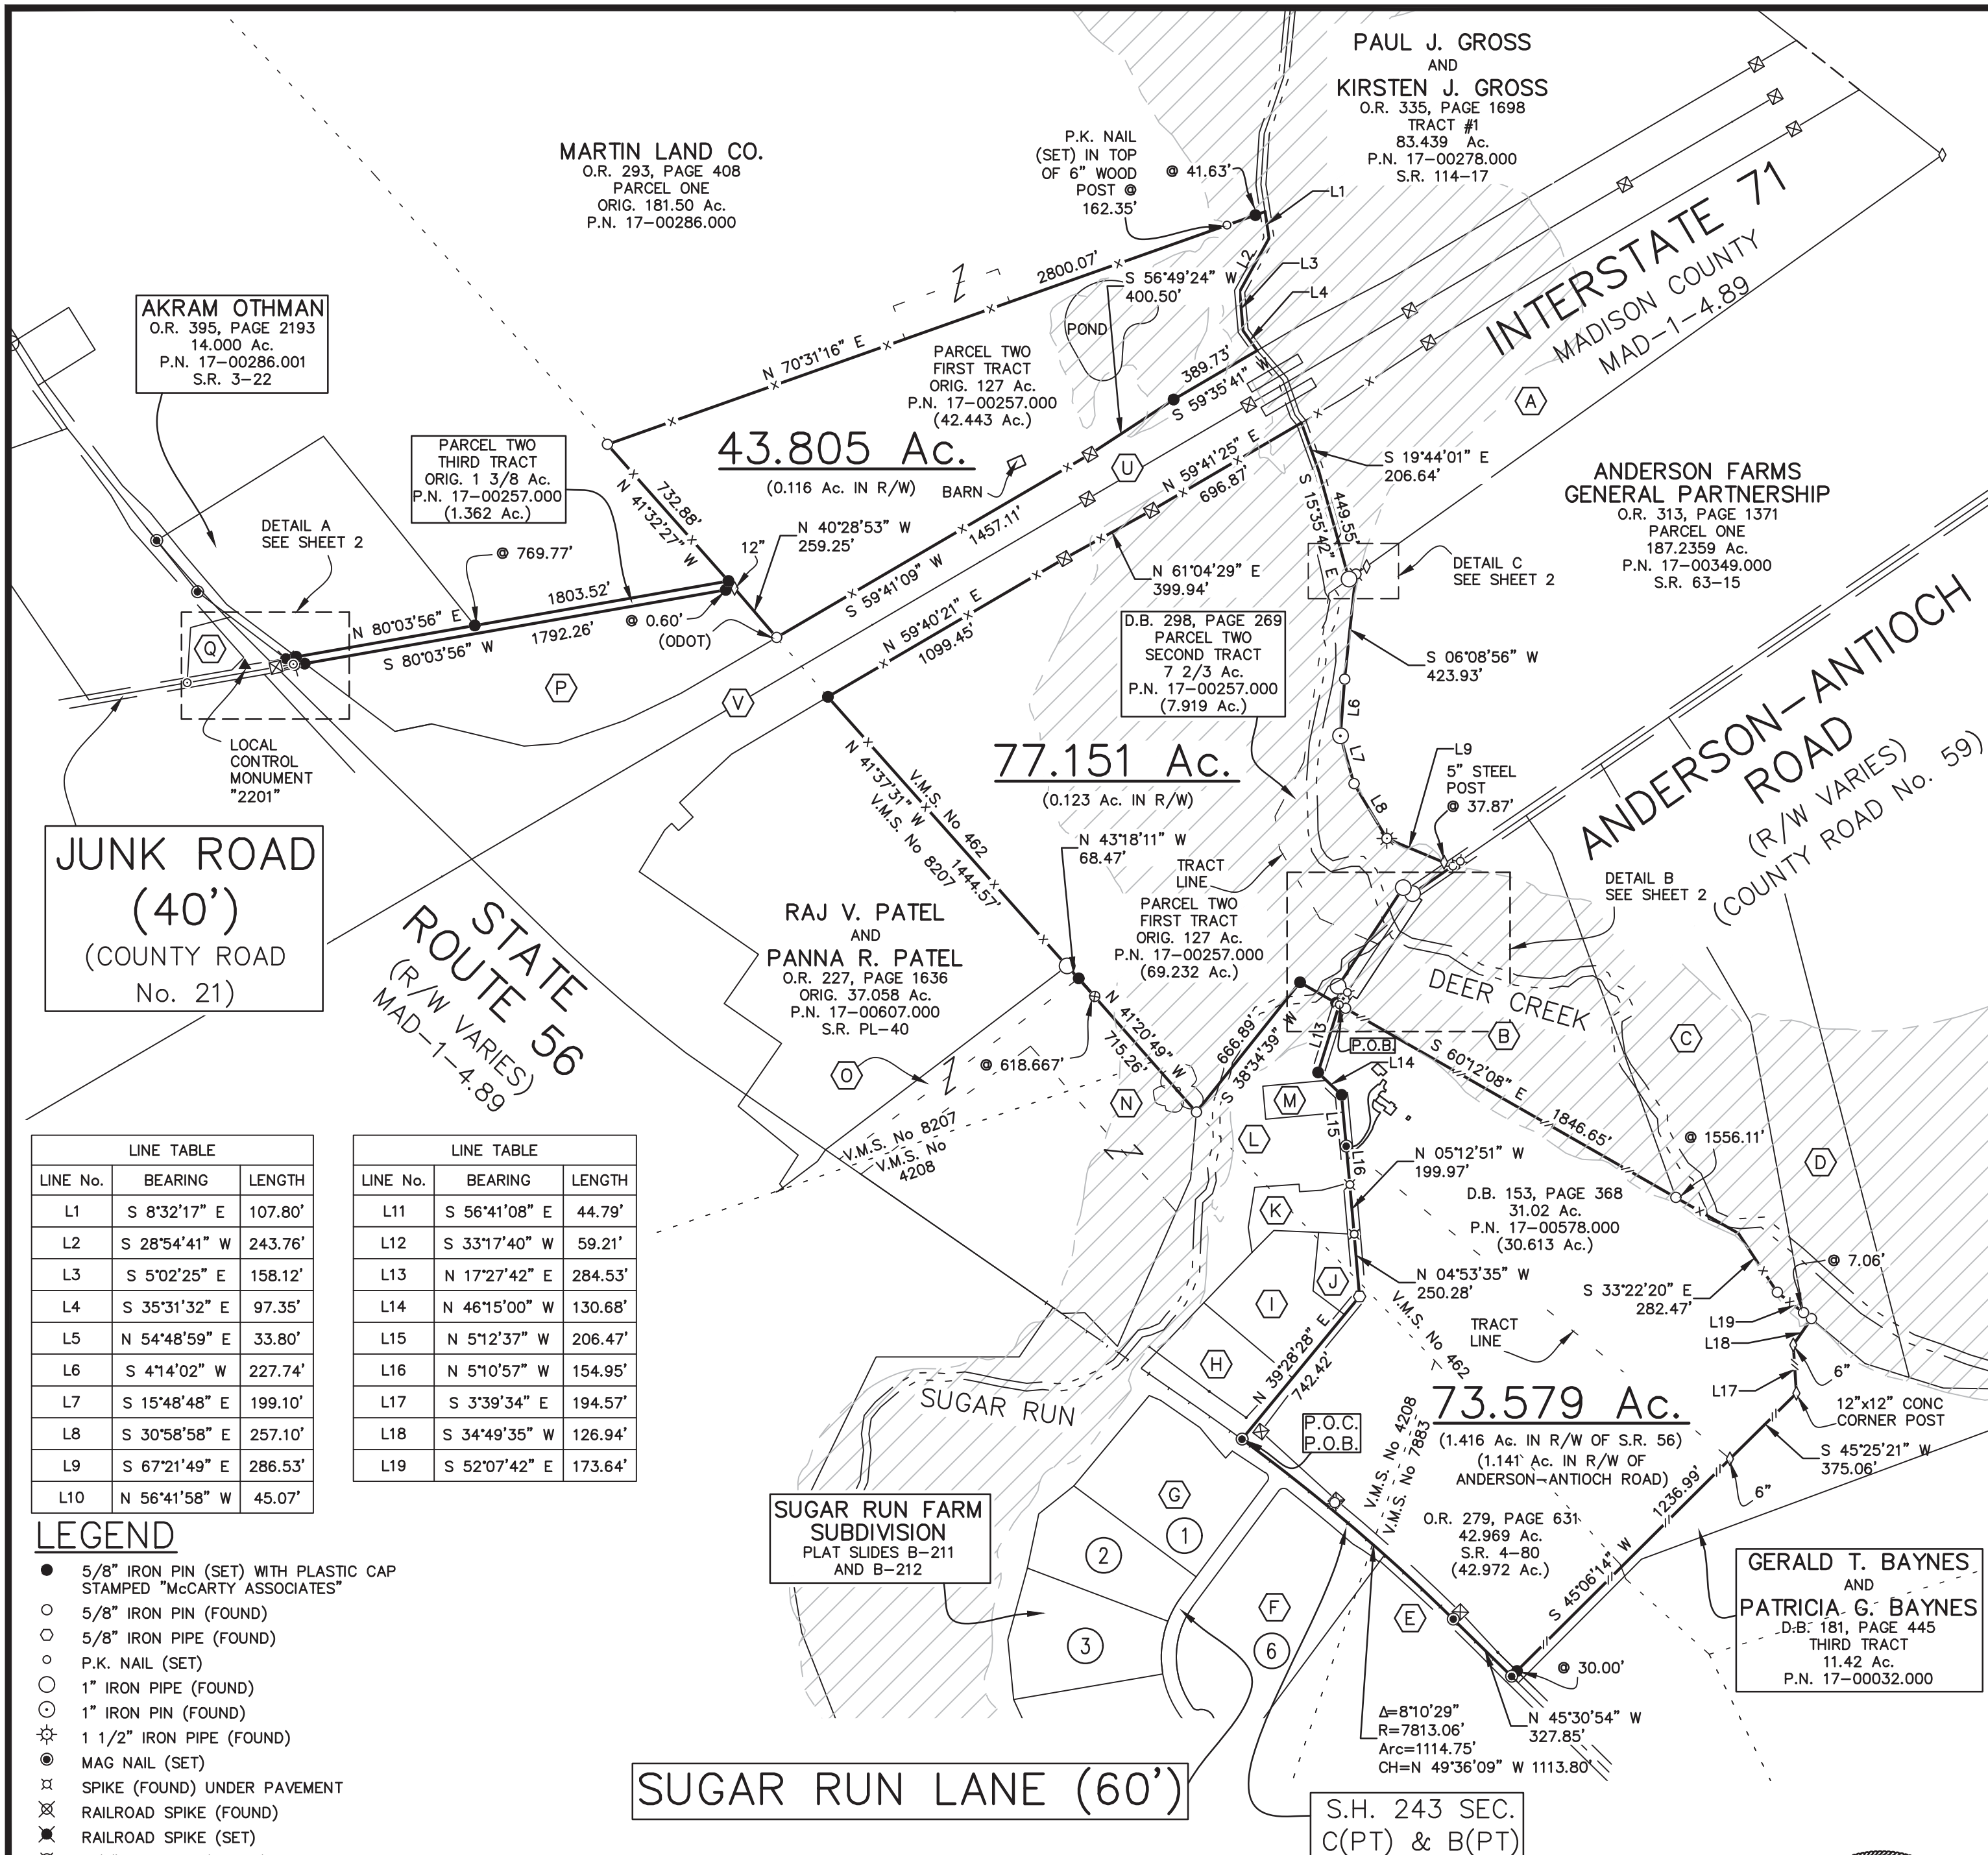 PAUL J. GROSS
AND
KIRSTEN J. GROSS
O.R. 335, PAGE 1698
TRACT #1
83.439 Ac.
P.N. 17-00278.000
S.R. 114-17
MARTIN LAND CO.
O.R. 293, PAGE 408
PARCEL ONE
ORIG. 181.50 Ac.
P.N. 17-00286.000
P.K. NAIL
(SET) IN TOP
OF 6" WOOD
POST @
162.35'
@ 41.63'
L1
L2
L3
L4
INTERSTATE 71
MADISON COUNTY
MAD-1-4.89
A
AKRAM OTHMAN
O.R. 395, PAGE 2193
14.000 Ac.
P.N. 17-00286.001
S.R. 3-22
2800.07'
N 70°31'16" E
S 56°49'24" W
400.50'
POND
PARCEL TWO
FIRST TRACT
ORIG. 127 Ac.
P.N. 17-00257.000
(42.443 Ac.)
389.73'
S 59°35'41" W
43.805 Ac.
(0.116 Ac. IN R/W)
BARN
U
PARCEL TWO
THIRD TRACT
ORIG. 1 3/8 Ac.
P.N. 17-00257.000
(1.362 Ac.)
732.88'
N 41°32'27" W
N 40°28'53" W
259.25'
12"
1457.11'
S 59°41'09" W
N 59°41'25" E
696.87'
S 19°44'01" E
206.64'
449.55'
S 15°35'42" E
ANDERSON FARMS
GENERAL PARTNERSHIP
O.R. 313, PAGE 1371
PARCEL ONE
187.2359 Ac.
P.N. 17-00349.000
S.R. 63-15
DETAIL A
SEE SHEET 2
@ 769.77'
DETAIL C
SEE SHEET 2
N 61°04'29" E
399.94'
1803.52'
N 80°03'56" E
S 80°03'56" W
1792.26'
@ 0.60'
(ODOT)
N 59°40'21" E
1099.45'
Q
P
V
D.B. 298, PAGE 269
PARCEL TWO
SECOND TRACT
7 2/3 Ac.
P.N. 17-00257.000
(7.919 Ac.)
S 06°08'56" W
423.93'
L6
L7
L8
L9
5" STEEL
POST
@ 37.87'
LOCAL
CONTROL
MONUMENT
"2201"
77.151 Ac.
(0.123 Ac. IN R/W)
ANDERSON-ANTIOCH
ROAD
(R/W VARIES)
(COUNTY ROAD No. 59)
JUNK ROAD
(40')
(COUNTY ROAD
No. 21)
STATE
ROUTE 56
(R/W VARIES)
MAD-1-4.89
V.M.S. No 462
1444.57'
N 41°37'31" W
V.M.S. No 8207
N 43°18'11" W
68.47'
TRACT
LINE
PARCEL TWO
FIRST TRACT
ORIG. 127 Ac.
P.N. 17-00257.000
(69.232 Ac.)
DETAIL B
SEE SHEET 2
RAJ V. PATEL
AND
PANNA R. PATEL
O.R. 227, PAGE 1636
ORIG. 37.058 Ac.
P.N. 17-00607.000
S.R. PL-40
DEER CREEK
O
@ 618.667'
N 41°20'49" W
715.26'
666.89'
S 38°34'39" W
L13
P.O.B.
L14
B
C
D
S 60°12'08" E
1846.65'
@ 1556.11'
N
M
L
L15
L16
N 05°12'51" W
199.97'
V.M.S. No 8207
V.M.S. No
4208
D.B. 153, PAGE 368
31.02 Ac.
P.N. 17-00578.000
(30.613 Ac.)
K
J
I
H
N 04°53'35" W
250.28'
@ 7.06'
S 33°22'20" E
282.47'
L19
L18
L17
6"
12"x12" CONC
CORNER POST
TRACT
LINE
V.M.S. No 462
N 39°28'28" E
742.42'
SUGAR RUN
LINE TABLE
LINE No. BEARING LENGTH
L1 S 8°32'17" E 107.80'
L2 S 28°54'41" W 243.76'
L3 S 5°02'25" E 158.12'
L4 S 35°31'32" E 97.35'
L5 N 54°48'59" E 33.80'
L6 S 4°14'02" W 227.74'
L7 S 15°48'48" E 199.10'
L8 S 30°58'58" E 257.10'
L9 S 67°21'49" E 286.53'
L10 N 56°41'58" W 45.07'
LINE TABLE
LINE No. BEARING LENGTH
L11 S 56°41'08" E 44.79'
L12 S 33°17'40" W 59.21'
L13 N 17°27'42" E 284.53'
L14 N 46°15'00" W 130.68'
L15 N 5°12'37" W 206.47'
L16 N 5°10'57" W 154.95'
L17 S 3°39'34" E 194.57'
L18 S 34°49'35" W 126.94'
L19 S 52°07'42" E 173.64'
P.O.C.
P.O.B.
V.M.S. No 4208
V.M.S. No 7883
73.579 Ac.
(1.416 Ac. IN R/W OF S.R. 56)
(1.141 Ac. IN R/W OF
ANDERSON-ANTIOCH ROAD)
O.R. 279, PAGE 631
42.969 Ac.
S.R. 4-80
(42.972 Ac.)
S 45°25'21" W
375.06'
6"
1236.99'
S 45°06'14" W
SUGAR RUN FARM
SUBDIVISION
PLAT SLIDES B-211
AND B-212
G
1
2
3
F
6
E
GERALD T. BAYNES
AND
PATRICIA G. BAYNES
D.B. 181, PAGE 445
THIRD TRACT
11.42 Ac.
P.N. 17-00032.000
@ 30.00'
N 45°30'54" W
327.85'
Δ=8°10'29"
R=7813.06'
Arc=1114.75'
CH=N 49°36'09" W 1113.80'
SUGAR RUN LANE (60')
S.H. 243 SEC.
C(PT) & B(PT)
LEGEND
5/8" IRON PIN (SET) WITH PLASTIC CAP
STAMPED "McCARTY ASSOCIATES"
5/8" IRON PIN (FOUND)
5/8" IRON PIPE (FOUND)
P.K. NAIL (SET)
1" IRON PIPE (FOUND)
1" IRON PIN (FOUND)
1 1/2" IRON PIPE (FOUND)
MAG NAIL (SET)
SPIKE (FOUND) UNDER PAVEMENT
RAILROAD SPIKE (FOUND)
RAILROAD SPIKE (SET)